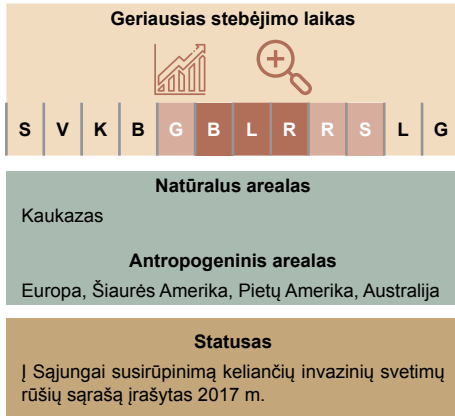 Geriausias stebėjimo laikas
S V K B G B L R R S L G
Natūralus arealas
Kaukazas
Antropogeninis arealas
Europa, Šiaurės Amerika, Pietų Amerika, Australija
Statusas
Į Sąjungai susirūpinimą keliančių invazinių svetimų
rūšių sąrašą įrašytas 2017 m.